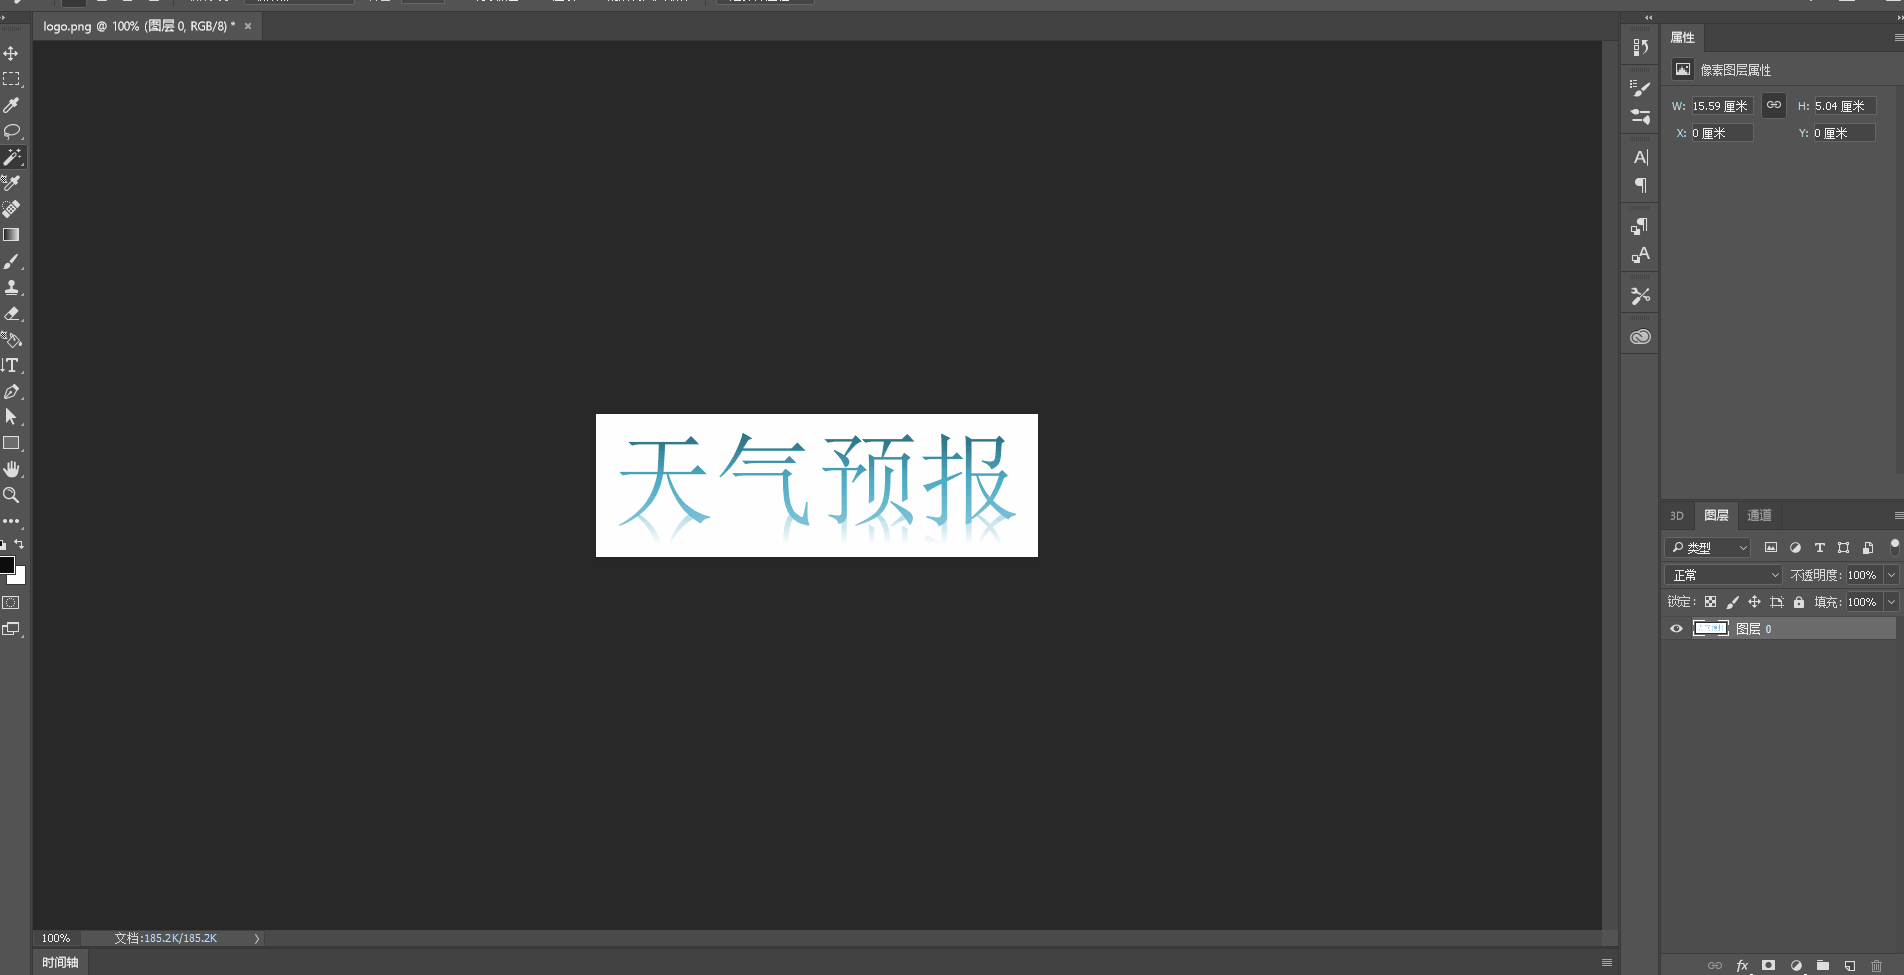 logo.png @ 100% (图层 0, RGB/8) *
属性
像素图层属性
W: 15.59 厘米 H: 5.04 厘米
X: 0 厘米 Y: 0 厘米
天气预报
3D 图层 通道
类型
正常 不透明度: 100%
锁定: 填充: 100%
图层 0
100% 文档:185.2K/185.2K
时间轴
fx